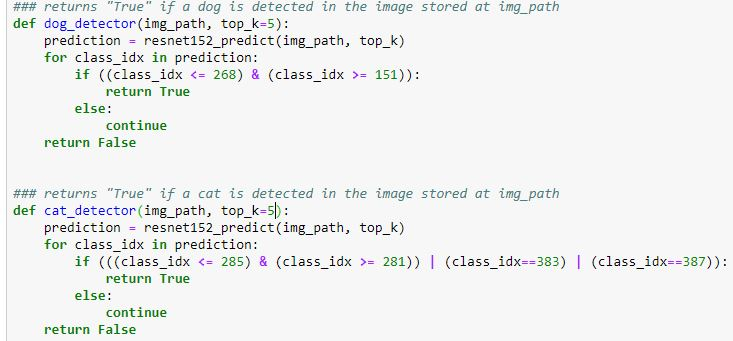 ### returns "True" if a dog is detected in the image stored at img_path
def dog_detector(img_path, top_k=5):
    prediction = resnet152_predict(img_path, top_k)
    for class_idx in prediction:
        if ((class_idx <= 268) & (class_idx >= 151)):
            return True
        else:
            continue
    return False
### returns "True" if a cat is detected in the image stored at img_path
def cat_detector(img_path, top_k=5):
    prediction = resnet152_predict(img_path, top_k)
    for class_idx in prediction:
        if (((class_idx <= 285) & (class_idx >= 281)) | (class_idx==383) | (class_idx==387)):
            return True
        else:
            continue
    return False